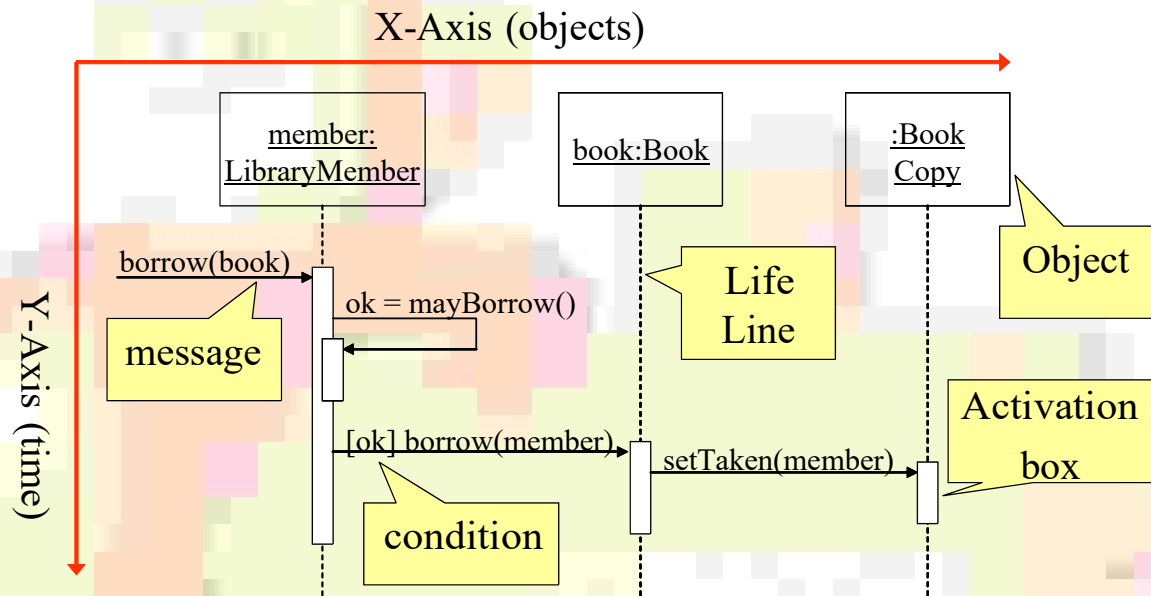 X-Axis (objects)
member:
LibraryMember
book:Book
:Book
Copy
Object
borrow(book)
Life
Line
ok = mayBorrow()
message
Y-Axis (time)
Activation
box
[ok] borrow(member)
setTaken(member)
condition